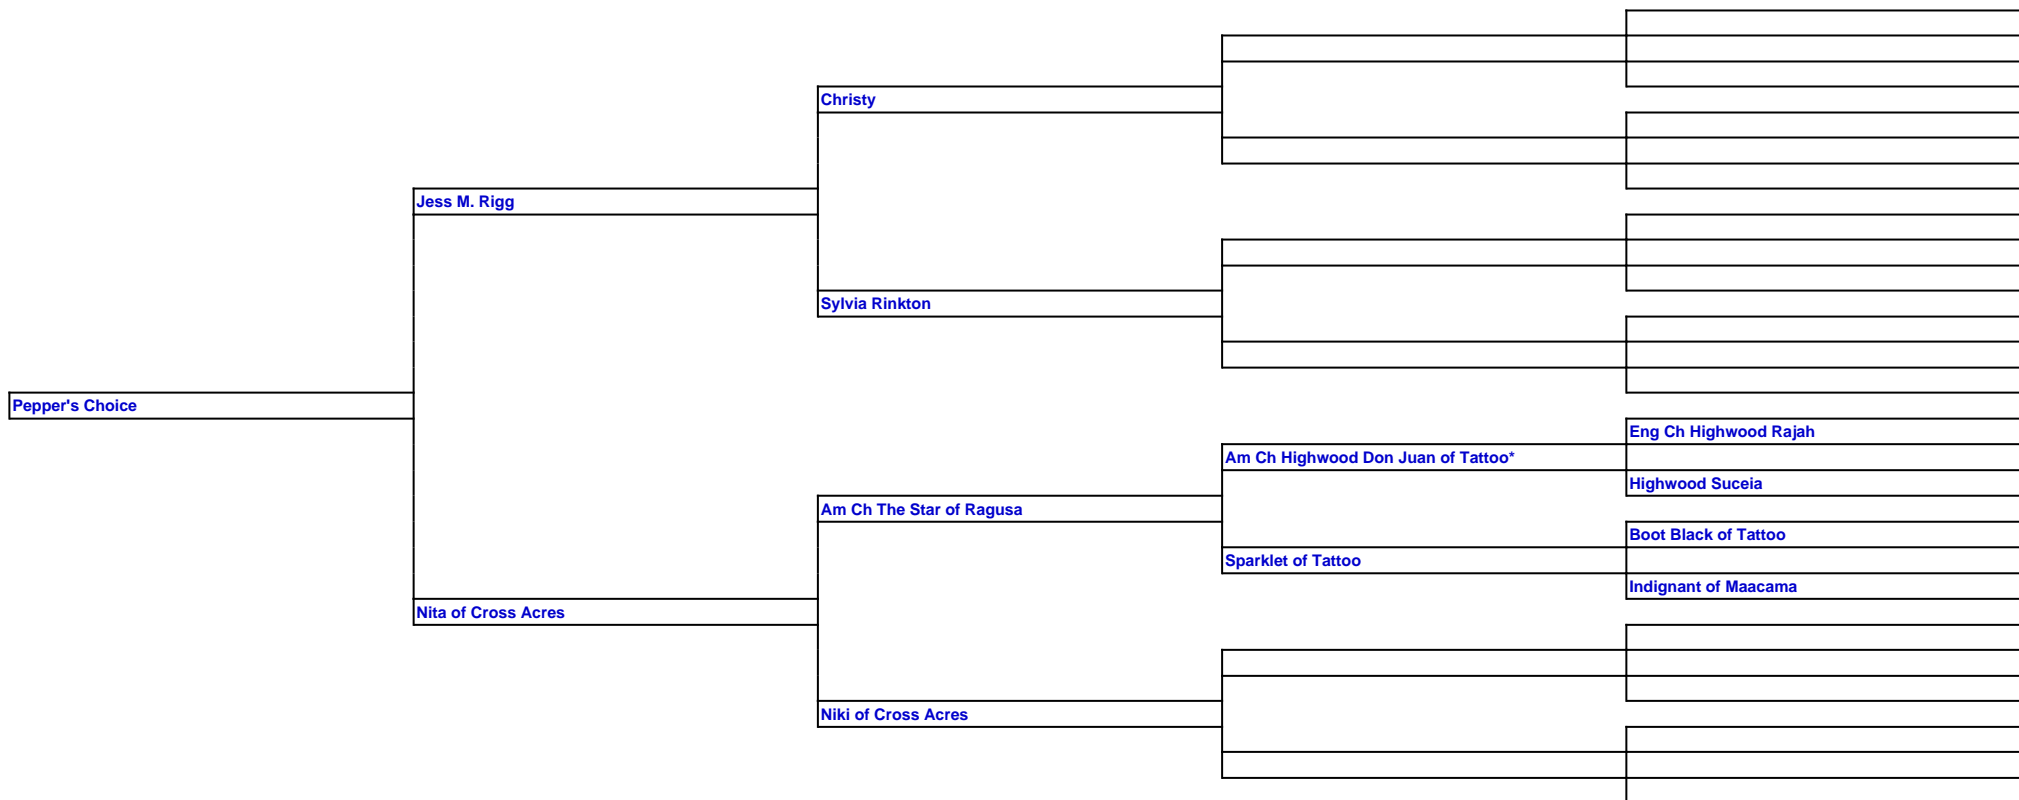 Christy
Jess M. Rigg
Sylvia Rinkton
Pepper's Choice
Eng Ch Highwood Rajah
Am Ch Highwood Don Juan of Tattoo*
Highwood Suceia
Am Ch The Star of Ragusa
Boot Black of Tattoo
Sparklet of Tattoo
Indignant of Maacama
Nita of Cross Acres
Niki of Cross Acres